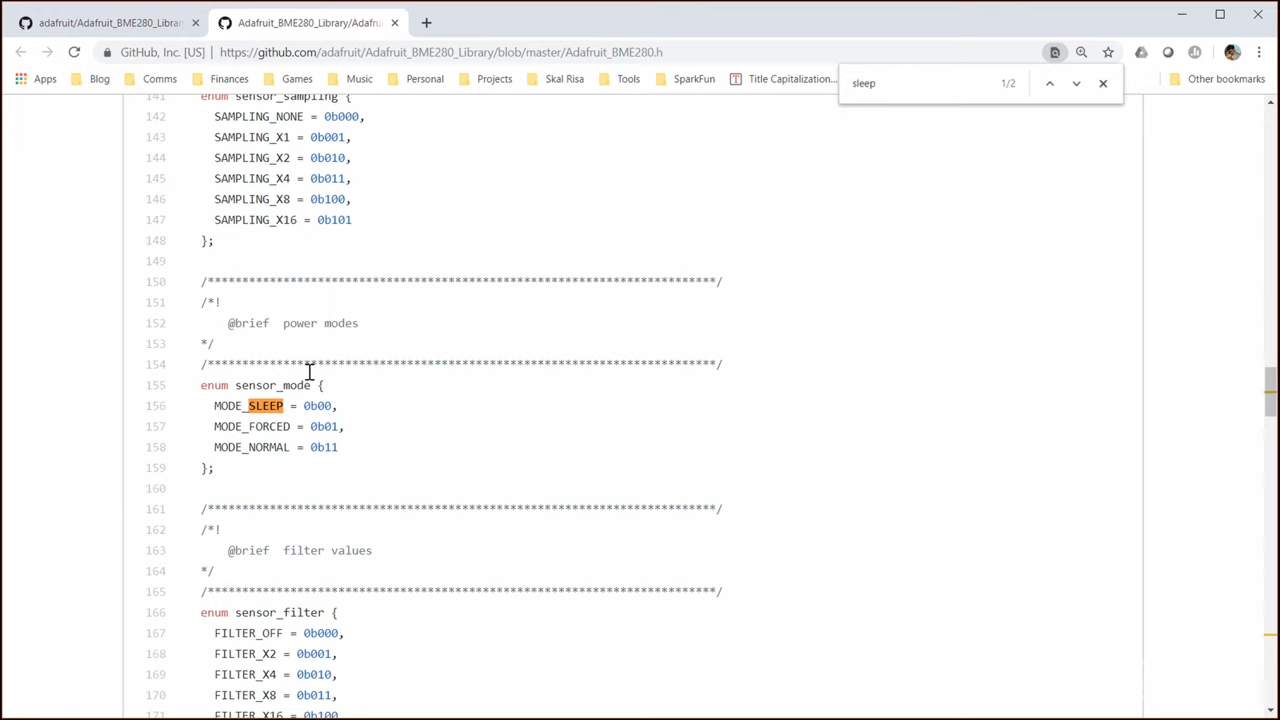 adafruit/Adafruit_BME280_Librar
Adafruit_BME280_Library/Adafru
GitHub, Inc. [US] | https://github.com/adafruit/Adafruit_BME280_Library/blob/master/Adafruit_BME280.h
Apps Blog Comms Finances Games Music Personal Projects Skal Risa Tools SparkFun Title Capitalization... Other bookmarks
sleep 1/2
141 enum sensor_sampling {
142 SAMPLING_NONE = 0b000,
143 SAMPLING_X1 = 0b001,
144 SAMPLING_X2 = 0b010,
145 SAMPLING_X4 = 0b011,
146 SAMPLING_X8 = 0b100,
147 SAMPLING_X16 = 0b101
148 };
149
150 /**************************************************************************/
151 /*!
152 @brief  power modes
153 */
154 /**************************************************************************/
155 enum sensor_mode {
156 MODE_SLEEP = 0b00,
157 MODE_FORCED = 0b01,
158 MODE_NORMAL = 0b11
159 };
160
161 /**************************************************************************/
162 /*!
163 @brief  filter values
164 */
165 /**************************************************************************/
166 enum sensor_filter {
167 FILTER_OFF = 0b000,
168 FILTER_X2 = 0b001,
169 FILTER_X4 = 0b010,
170 FILTER_X8 = 0b011,
171 FILTER_X16 = 0b100